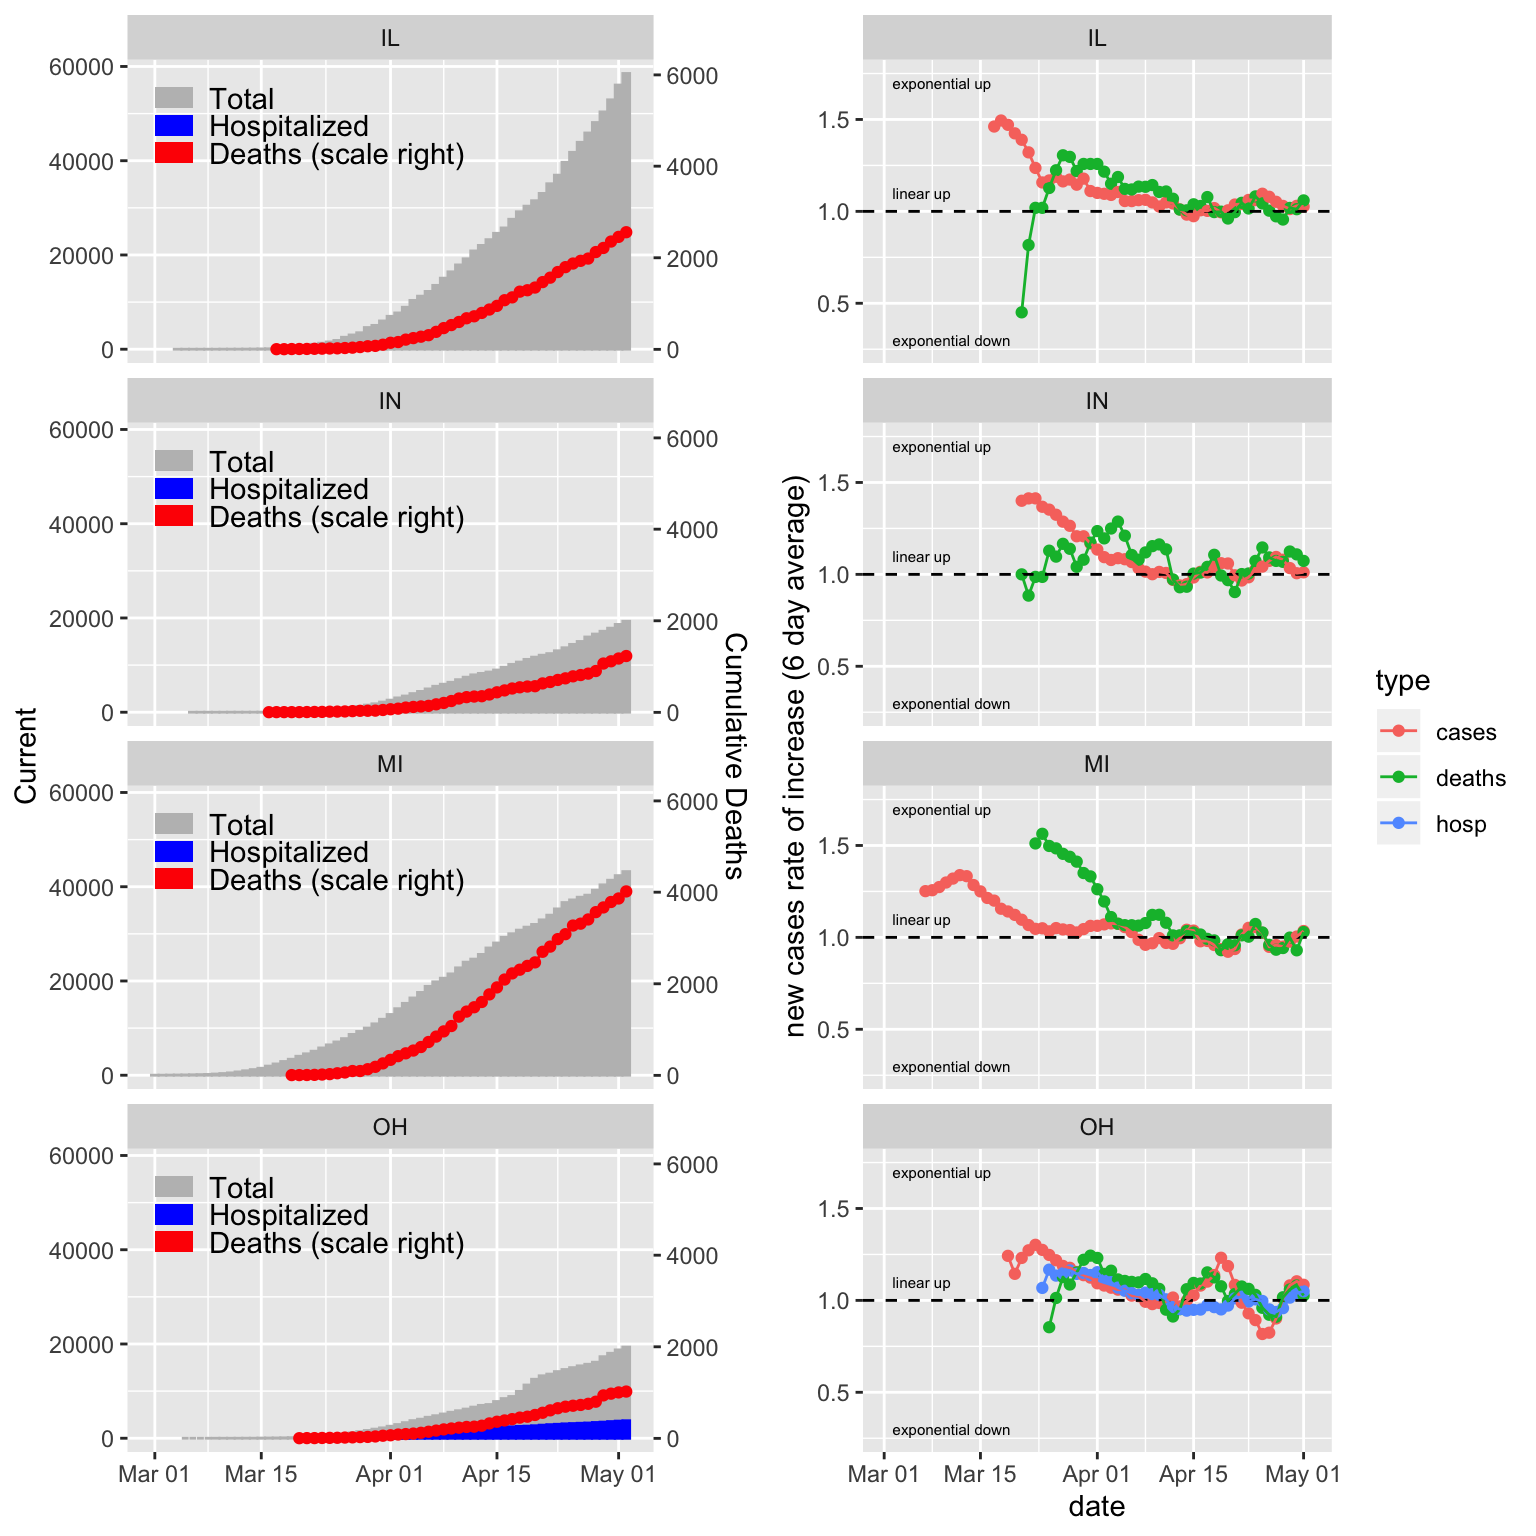 IL
60000
40000
20000
0
Total
Hospitalized
Deaths (scale right)
6000
4000
2000
0
IN
60000
40000
20000
0
Total
Hospitalized
Deaths (scale right)
6000
4000
2000
0
MI
60000
40000
20000
0
Total
Hospitalized
Deaths (scale right)
6000
4000
2000
0
OH
60000
40000
20000
0
Total
Hospitalized
Deaths (scale right)
6000
4000
2000
0
Mar 01
Mar 15
Apr 01
Apr 15
May 01
Current
Cumulative Deaths
IL
1.5
1.0
0.5
exponential up
linear up
exponential down
IN
1.5
1.0
0.5
exponential up
linear up
exponential down
MI
1.5
1.0
0.5
exponential up
linear up
exponential down
OH
1.5
1.0
0.5
exponential up
linear up
exponential down
Mar 01
Mar 15
Apr 01
Apr 15
May 01
date
new cases rate of increase (6 day average)
type
cases
deaths
hosp